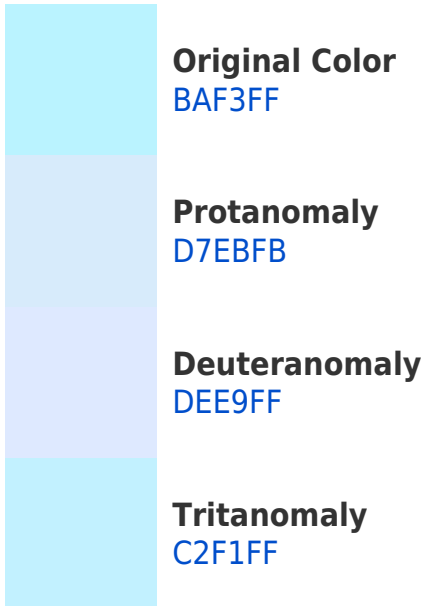 Original Color
BAF3FF
Protanomaly
D7EBFB
Deuteranomaly
DEE9FF
Tritanomaly
C2F1FF